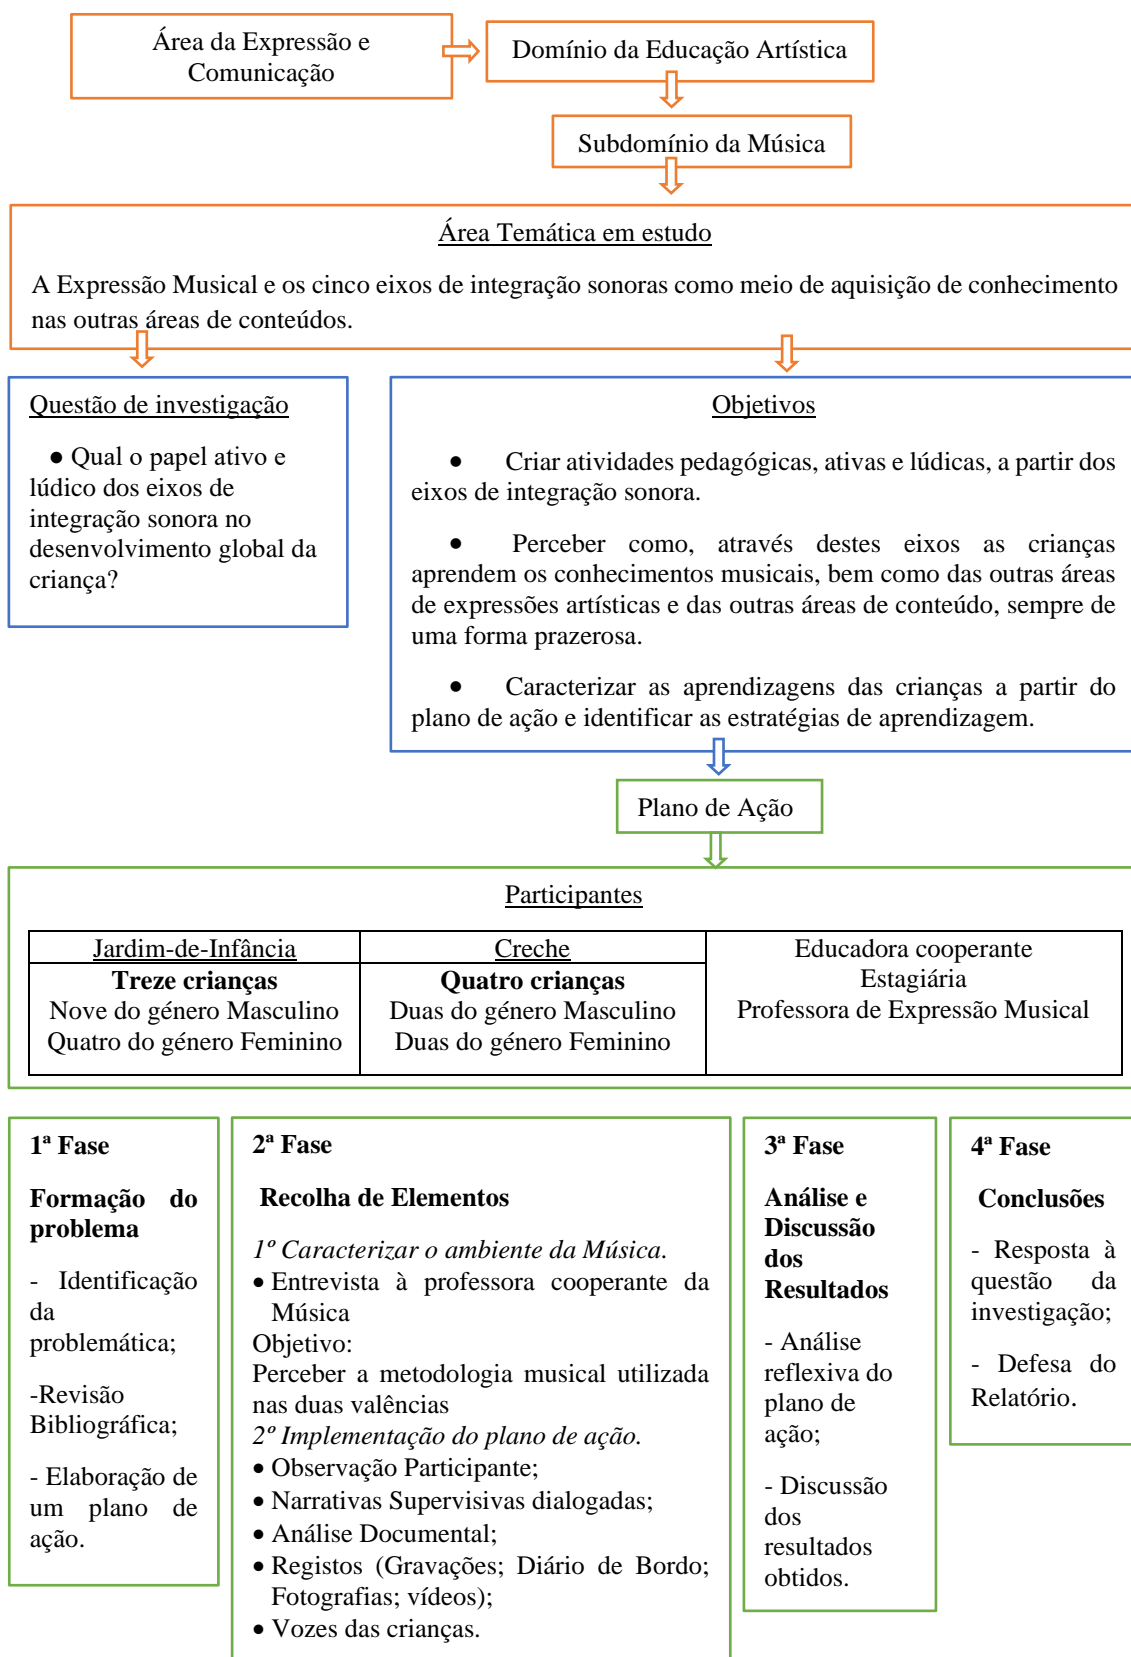 Área da Expressão e
Comunicação
Domínio da Educação Artística
Subdomínio da Música
Área Temática em estudo
A Expressão Musical e os cinco eixos de integração sonoras como meio de aquisição de conhecimento
nas outras áreas de conteúdos.
Questão de investigação
● Qual o papel ativo e
lúdico dos eixos de
integração sonora no
desenvolvimento global da
criança?
Objetivos
● Criar atividades pedagógicas, ativas e lúdicas, a partir dos
eixos de integração sonora.
● Perceber como, através destes eixos as crianças
aprendem os conhecimentos musicais, bem como das outras áreas
de expressões artísticas e das outras áreas de conteúdo, sempre de
uma forma prazerosa.
● Caracterizar as aprendizagens das crianças a partir do
plano de ação e identificar as estratégias de aprendizagem.
Plano de Ação
Participantes
Jardim-de-Infância
Treze crianças
Nove do género Masculino
Quatro do género Feminino
Creche
Quatro crianças
Duas do género Masculino
Duas do género Feminino
Educadora cooperante
Estagiária
Professora de Expressão Musical
1ª Fase
Formação do
problema
- Identificação
da
problemática;
-Revisão
Bibliográfica;
- Elaboração de
um plano de
ação.
2ª Fase
Recolha de Elementos
1º Caracterizar o ambiente da Música.
● Entrevista à professora cooperante da
Música
Objetivo:
Perceber a metodologia musical utilizada
nas duas valências
2º Implementação do plano de ação.
● Observação Participante;
● Narrativas Supervisivas dialogadas;
● Análise Documental;
● Registos (Gravações; Diário de Bordo;
Fotografias; vídeos);
● Vozes das crianças.
3ª Fase
Análise e
Discussão
dos
Resultados
- Análise
reflexiva do
plano de
ação;
- Discussão
dos
resultados
obtidos.
4ª Fase
Conclusões
- Resposta à
questão da
investigação;
- Defesa do
Relatório.